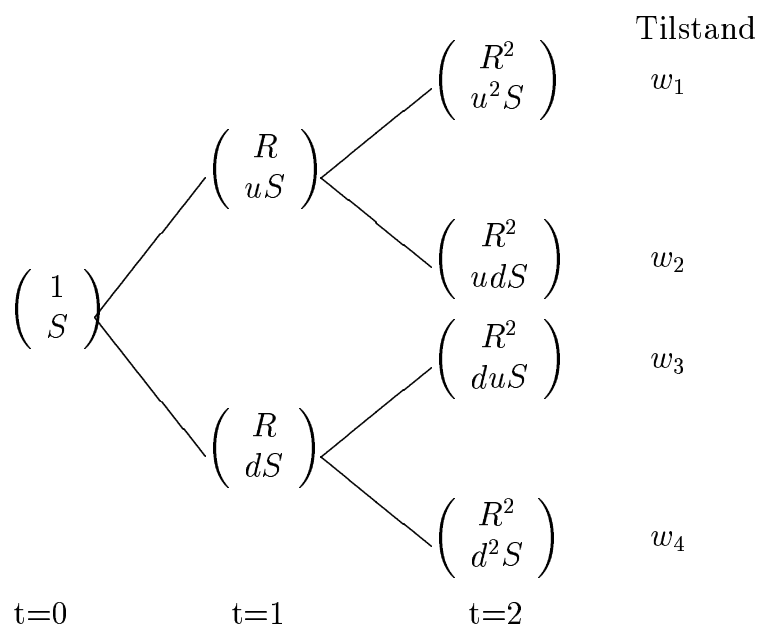 Tilstand
R²
u²S
w₁
R
uS
R²
udS
w₂
1
S
R²
duS
w₃
R
dS
R²
d²S
w₄
t=0 t=1 t=2